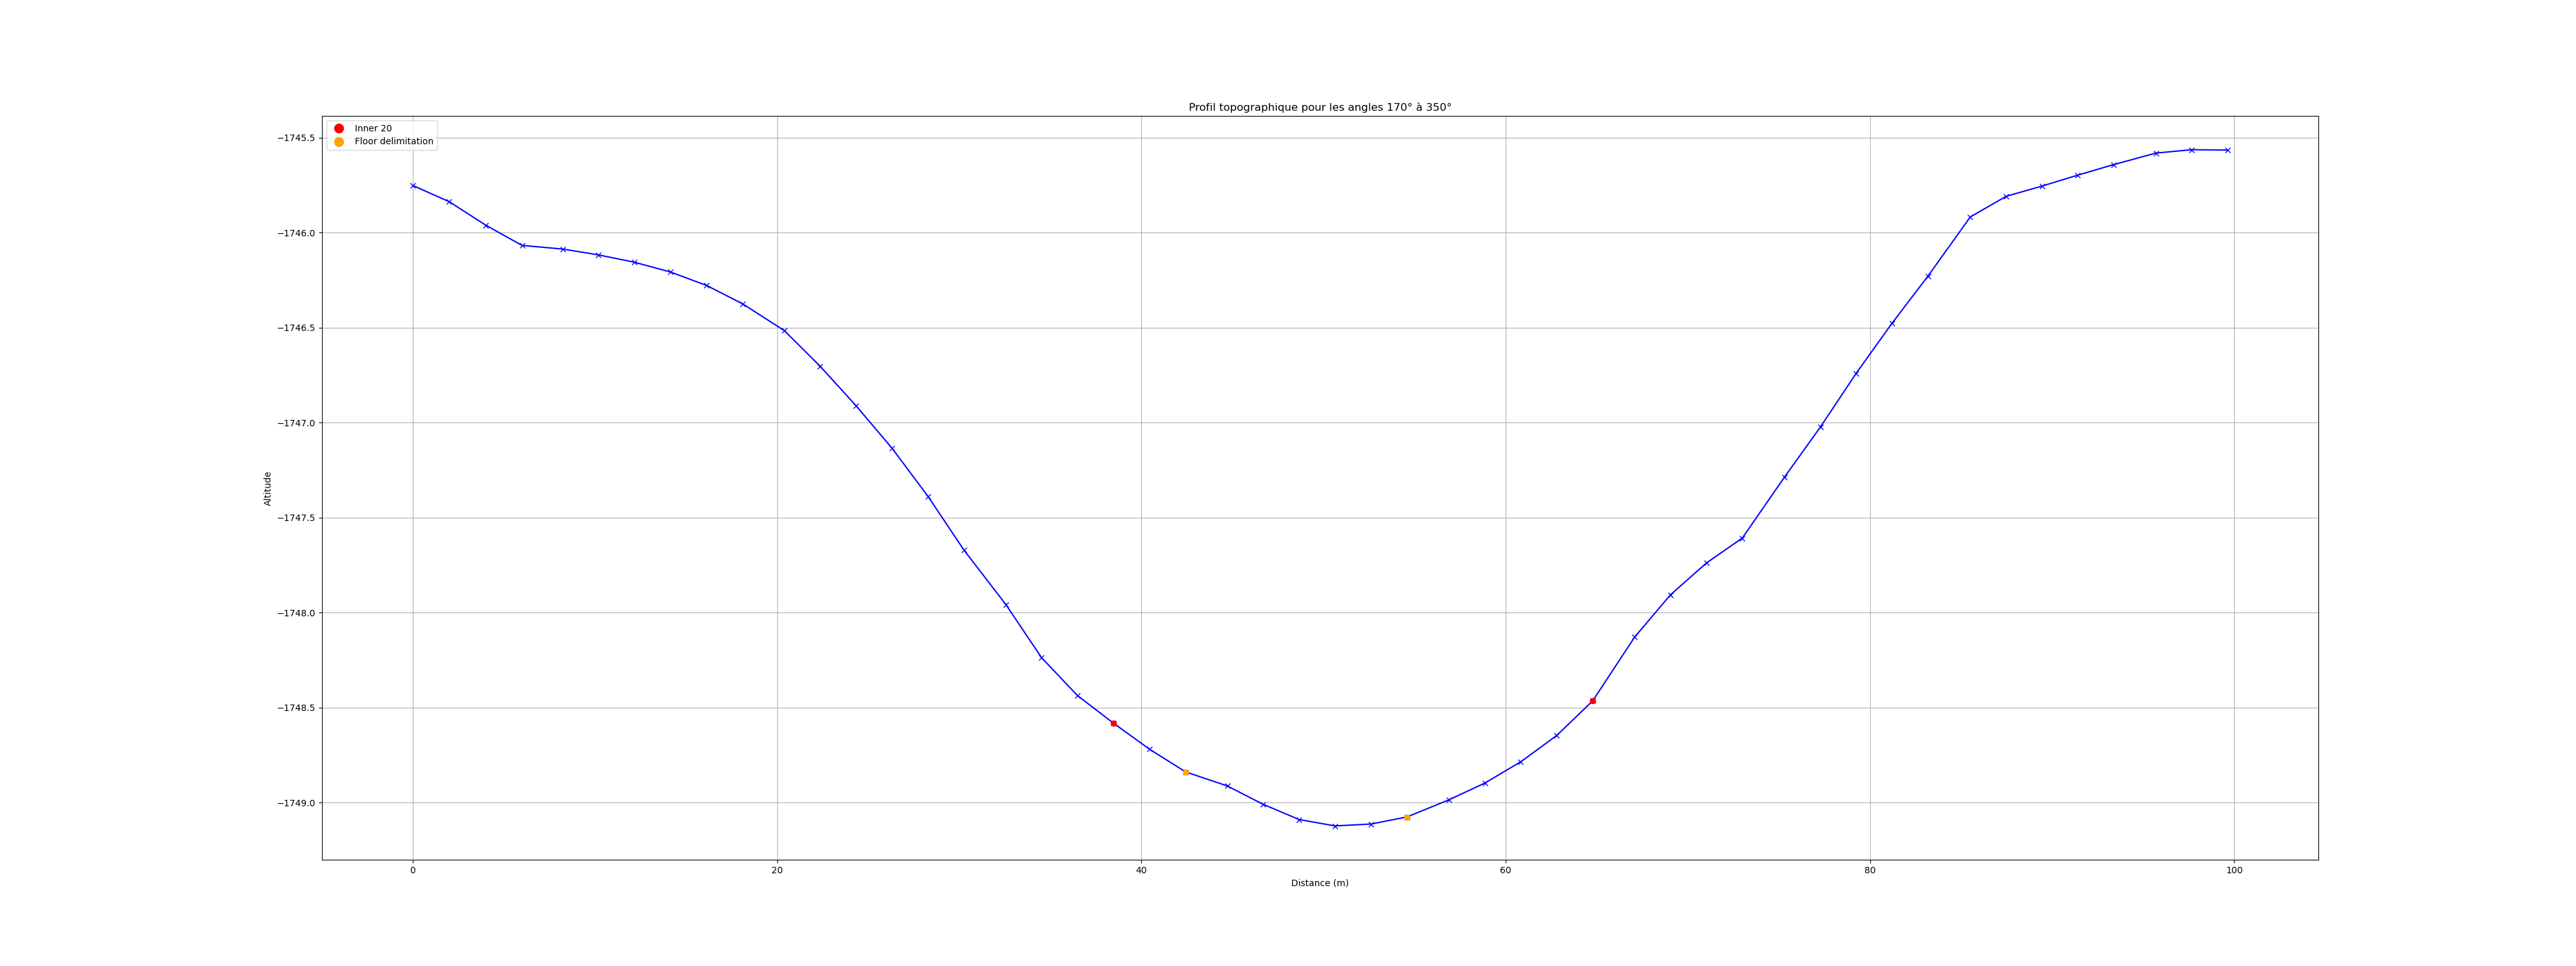 Profil topographique pour les angles 170° à 350°
Inner 20
Floor delimitation
−1745.5
−1746.0
−1746.5
−1747.0
−1747.5
−1748.0
−1748.5
−1749.0
Altitude
0 20 40 60 80 100
Distance (m)